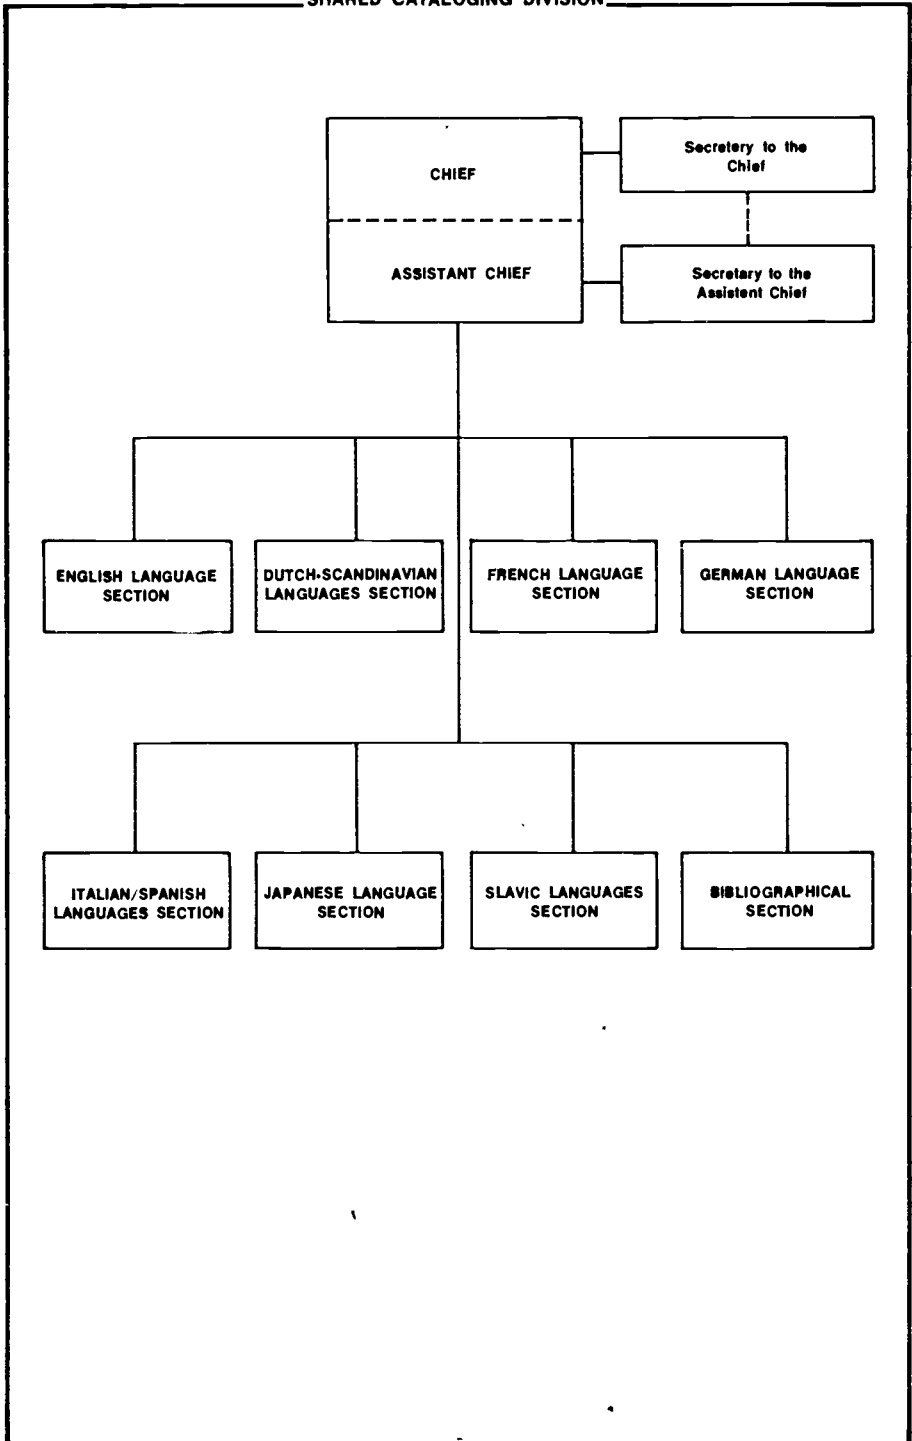 SHARED CATALOGING DIVISION
CHIEF
Secretery to the
Chief
ASSISTANT CHIEF
Secretary to the
Assistent Chief
ENGLISH LANGUAGE
SECTION
DUTCH-SCANDINAVIAN
LANGUAGES SECTION
FRENCH LANGUAGE
SECTION
GERMAN LANGUAGE
SECTION
ITALIAN/SPANISH
LANGUAGES SECTION
JAPANESE LANGUAGE
SECTION
SLAVIC LANGUAGES
SECTION
BIBLIOGRAPHICAL
SECTION